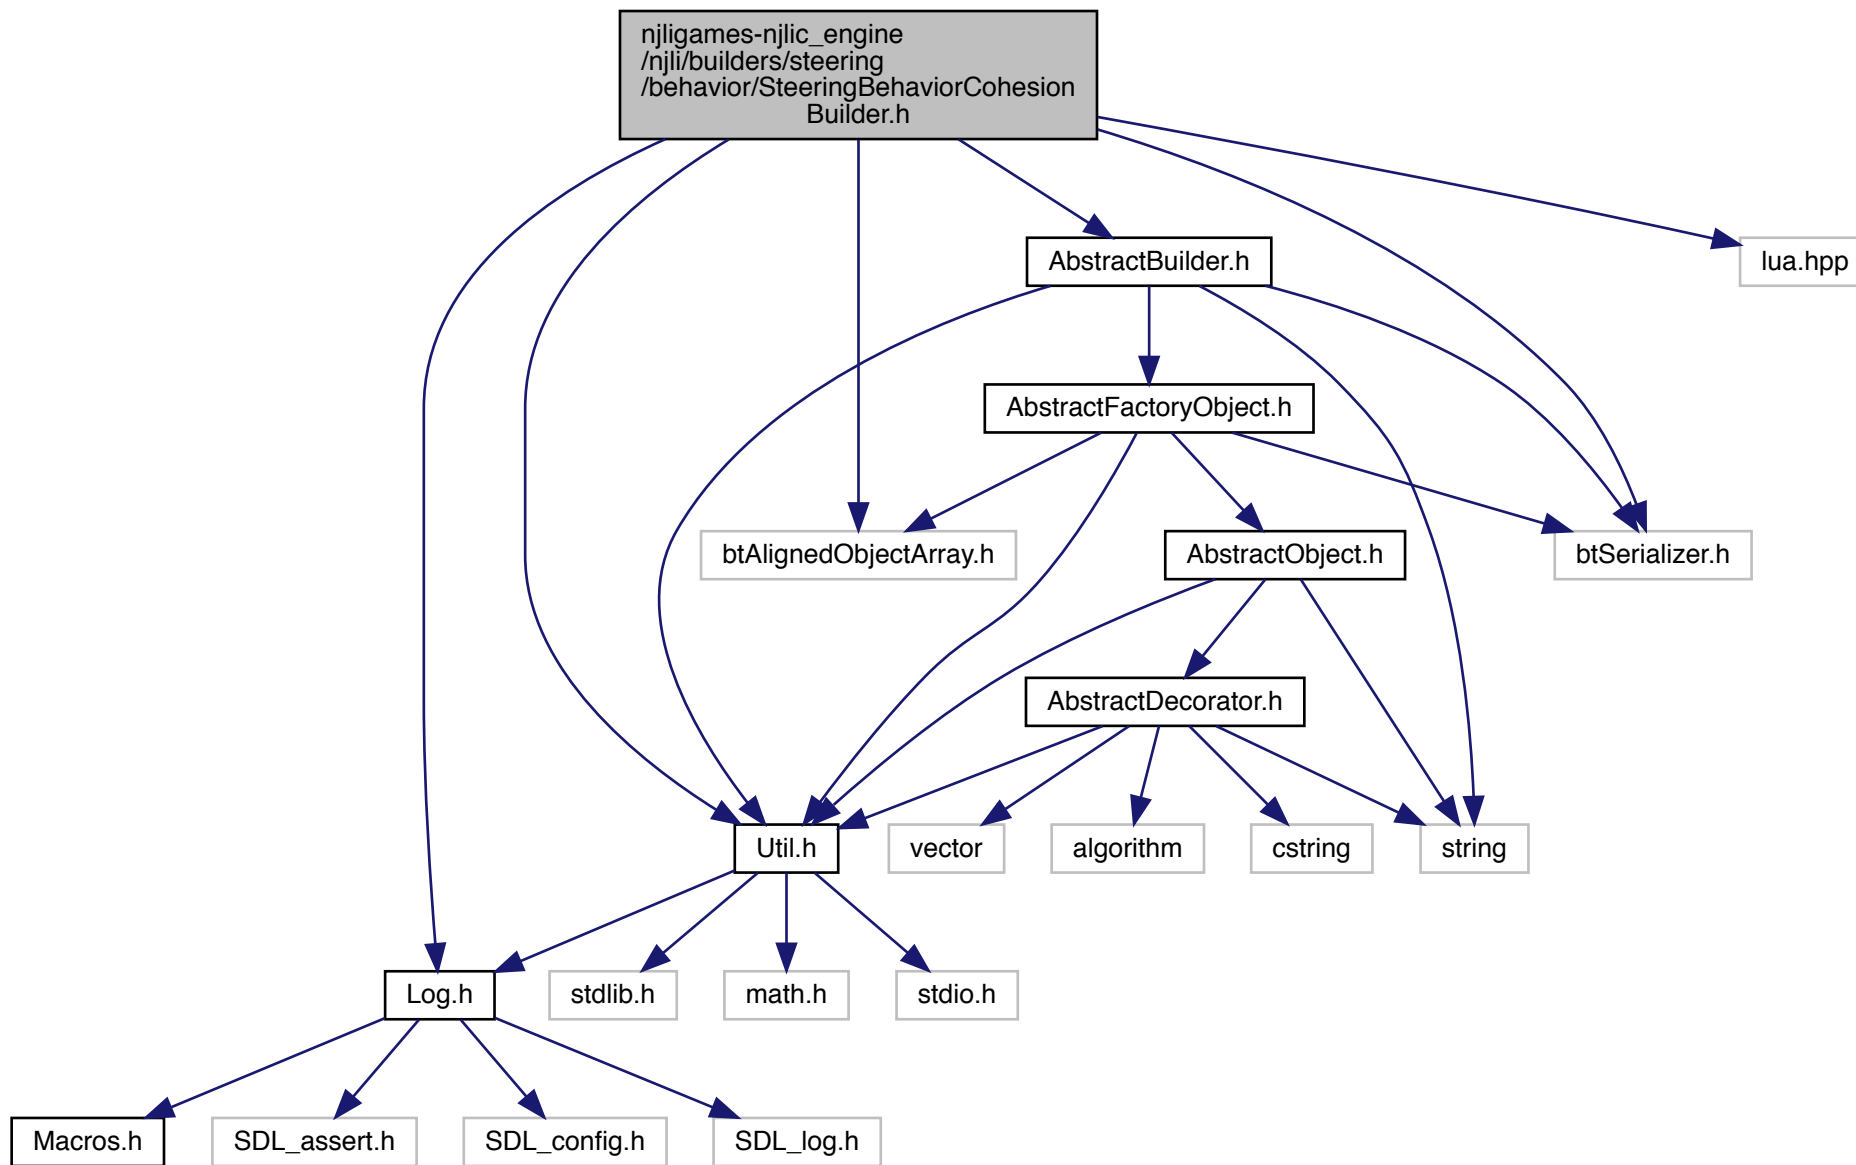 njligames-njlic_engine
/njli/builders/steering
/behavior/SteeringBehaviorCohesion
Builder.h
AbstractBuilder.h
lua.hpp
AbstractFactoryObject.h
btAlignedObjectArray.h
AbstractObject.h
btSerializer.h
AbstractDecorator.h
Util.h
vector
algorithm
cstring
string
Log.h
stdlib.h
math.h
stdio.h
Macros.h
SDL_assert.h
SDL_config.h
SDL_log.h